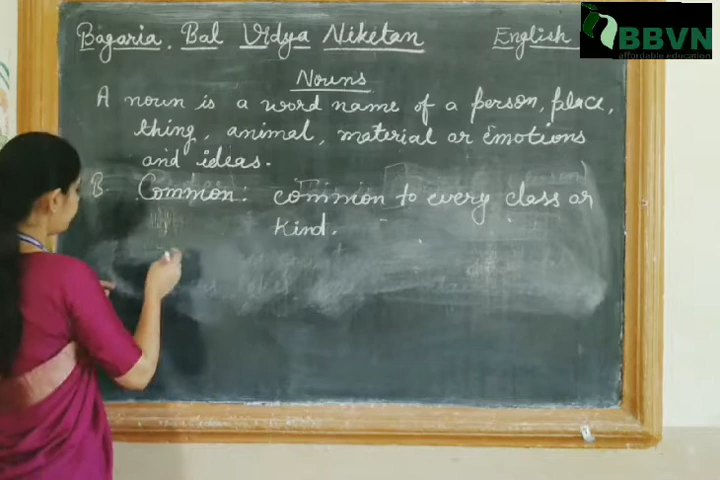 Bagaria. Bal Vidya Niketan English
BBVN
affordable education
Nouns
A noun is a word name of a person, place,
thing, animal, material or emotions
and ideas.
B Common: common to every class or
kind.